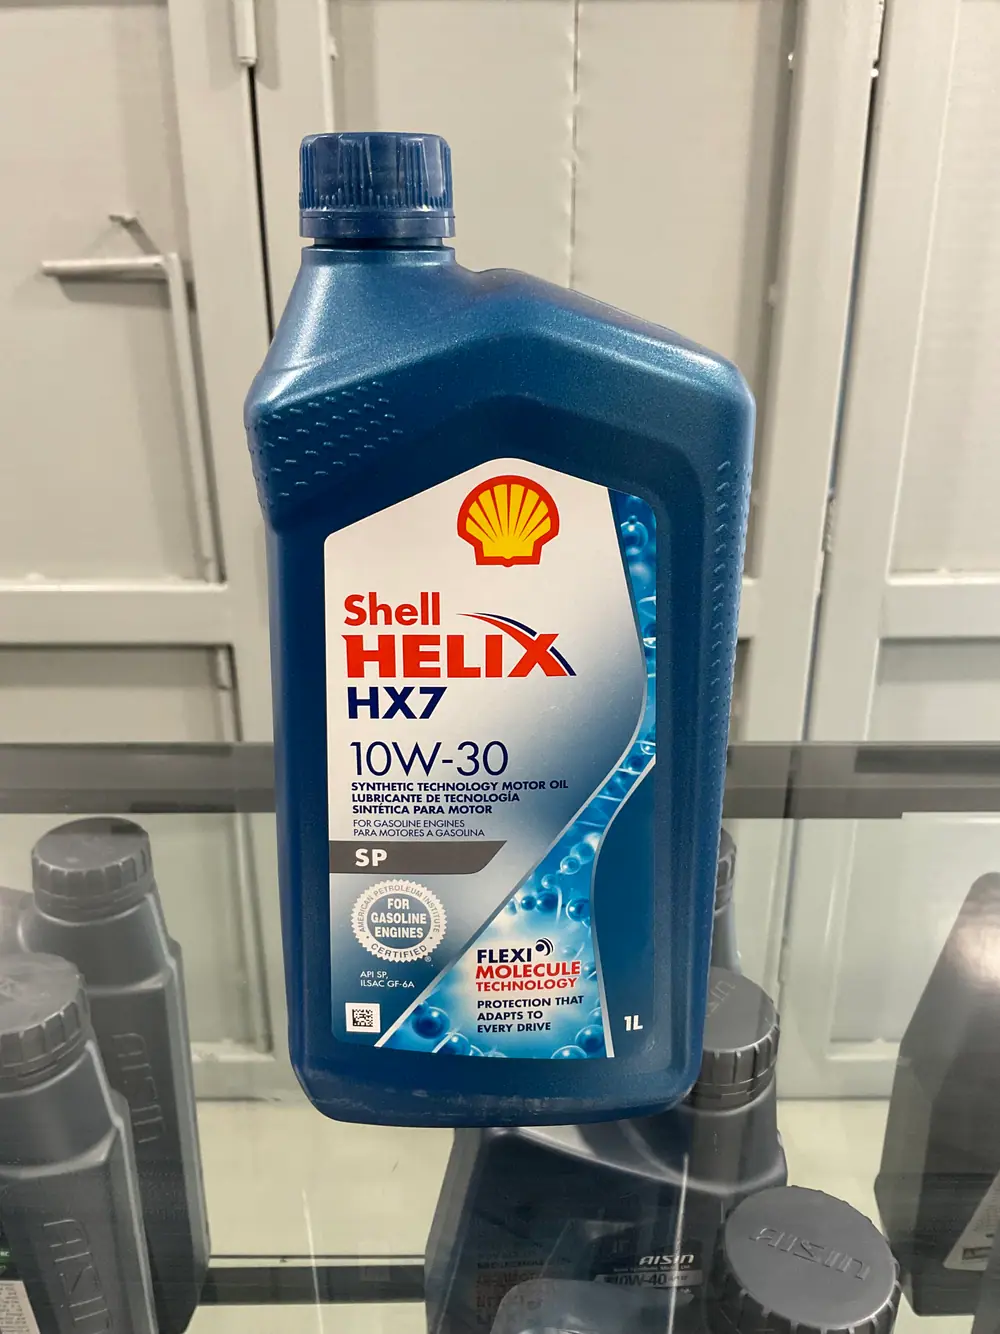 Shell
HELIX
HX7
10W-30
SYNTHETIC TECHNOLOGY MOTOR OIL
LUBRICANTE DE TECNOLOGÍA
SINTÉTICA PARA MOTOR
FOR GASOLINE ENGINES
PARA MOTORES A GASOLINA
SP
AMERICAN PETROLEUM INSTITUTE
FOR
GASOLINE
ENGINES
CERTIFIED
®
API SP,
ILSAC GF-6A
FLEXI
MOLECULE
TECHNOLOGY
PROTECTION THAT
ADAPTS TO
EVERY DRIVE
1L
AISIN
AISIN
AISIN
AISIN
10W-40
AISIN